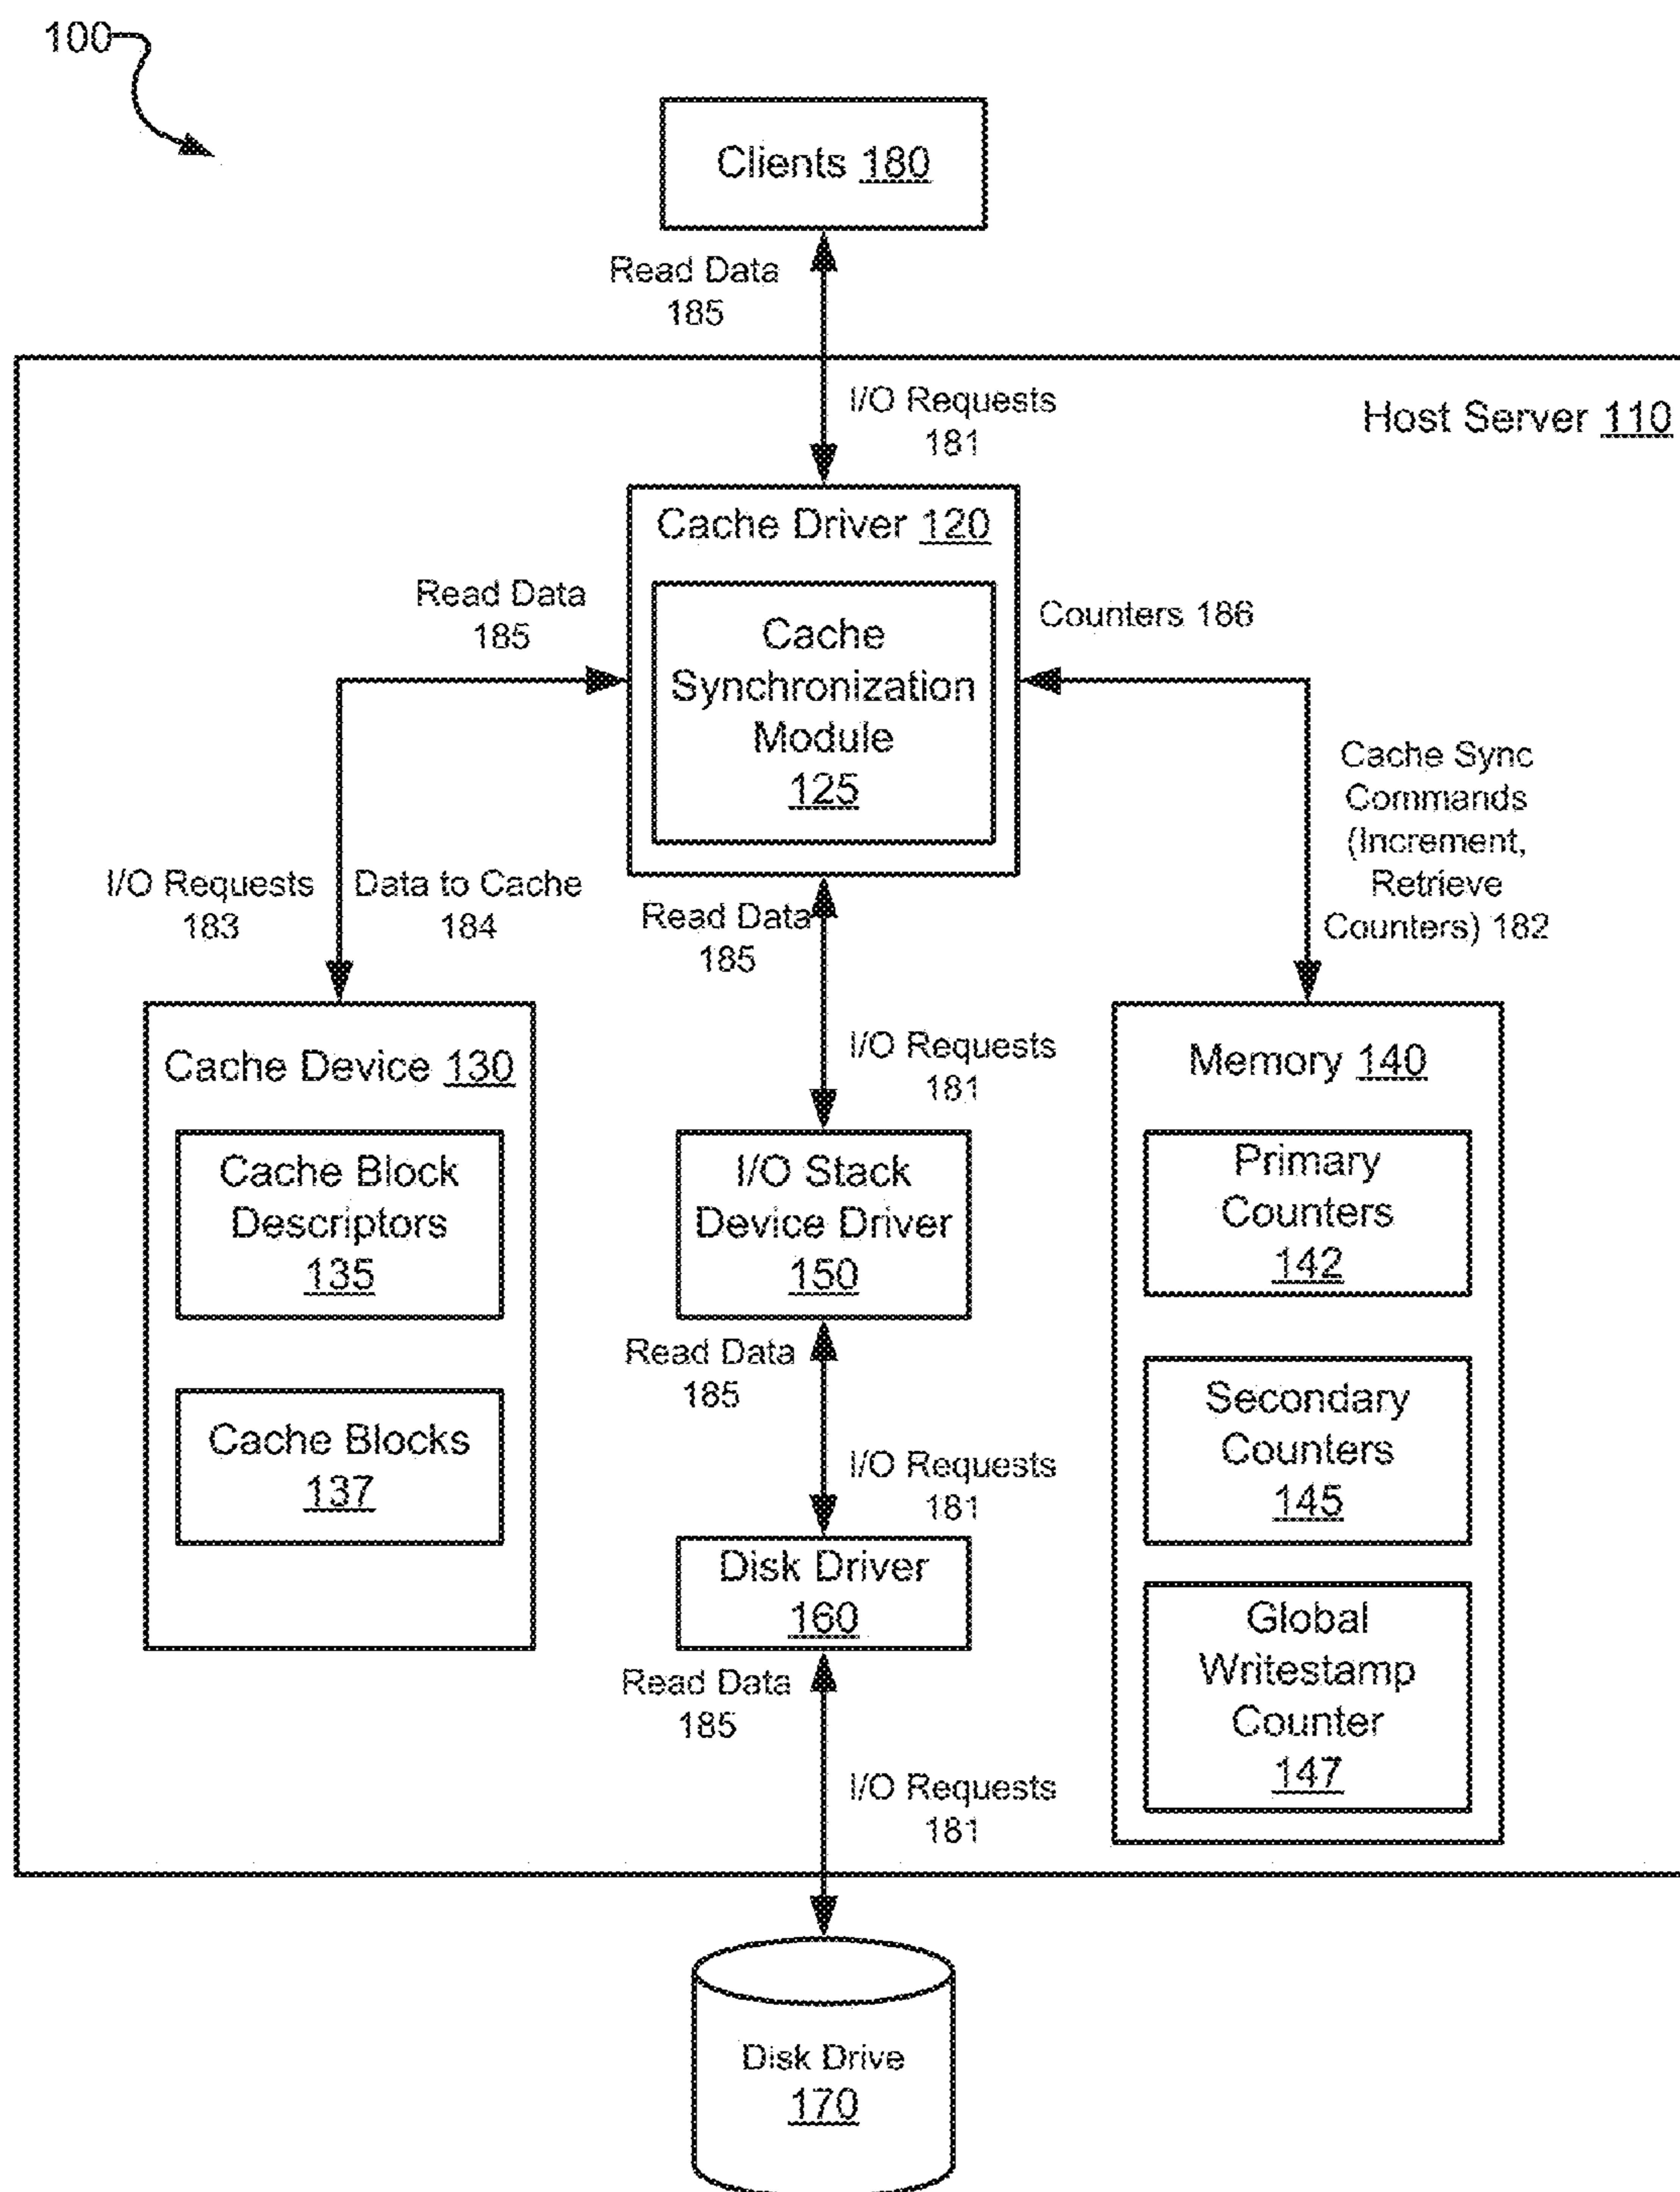 100
Clients 180
Read Data
185
I/O Requests
181
Host Server 110
Cache Driver 120
Cache
Synchronization
Module
125
Read Data
185
Counters 186
Cache Sync
Commands
(Increment,
Retrieve
Counters) 182
I/O Requests
183
Data to Cache
184
Read Data
185
I/O Requests
181
Cache Device 130
Cache Block
Descriptors
135
Cache Blocks
137
I/O Stack
Device Driver
150
Memory 140
Primary
Counters
142
Secondary
Counters
145
Global
Writestamp
Counter
147
Read Data
185
I/O Requests
181
Disk Driver
160
Read Data
185
I/O Requests
181
Disk Drive
170